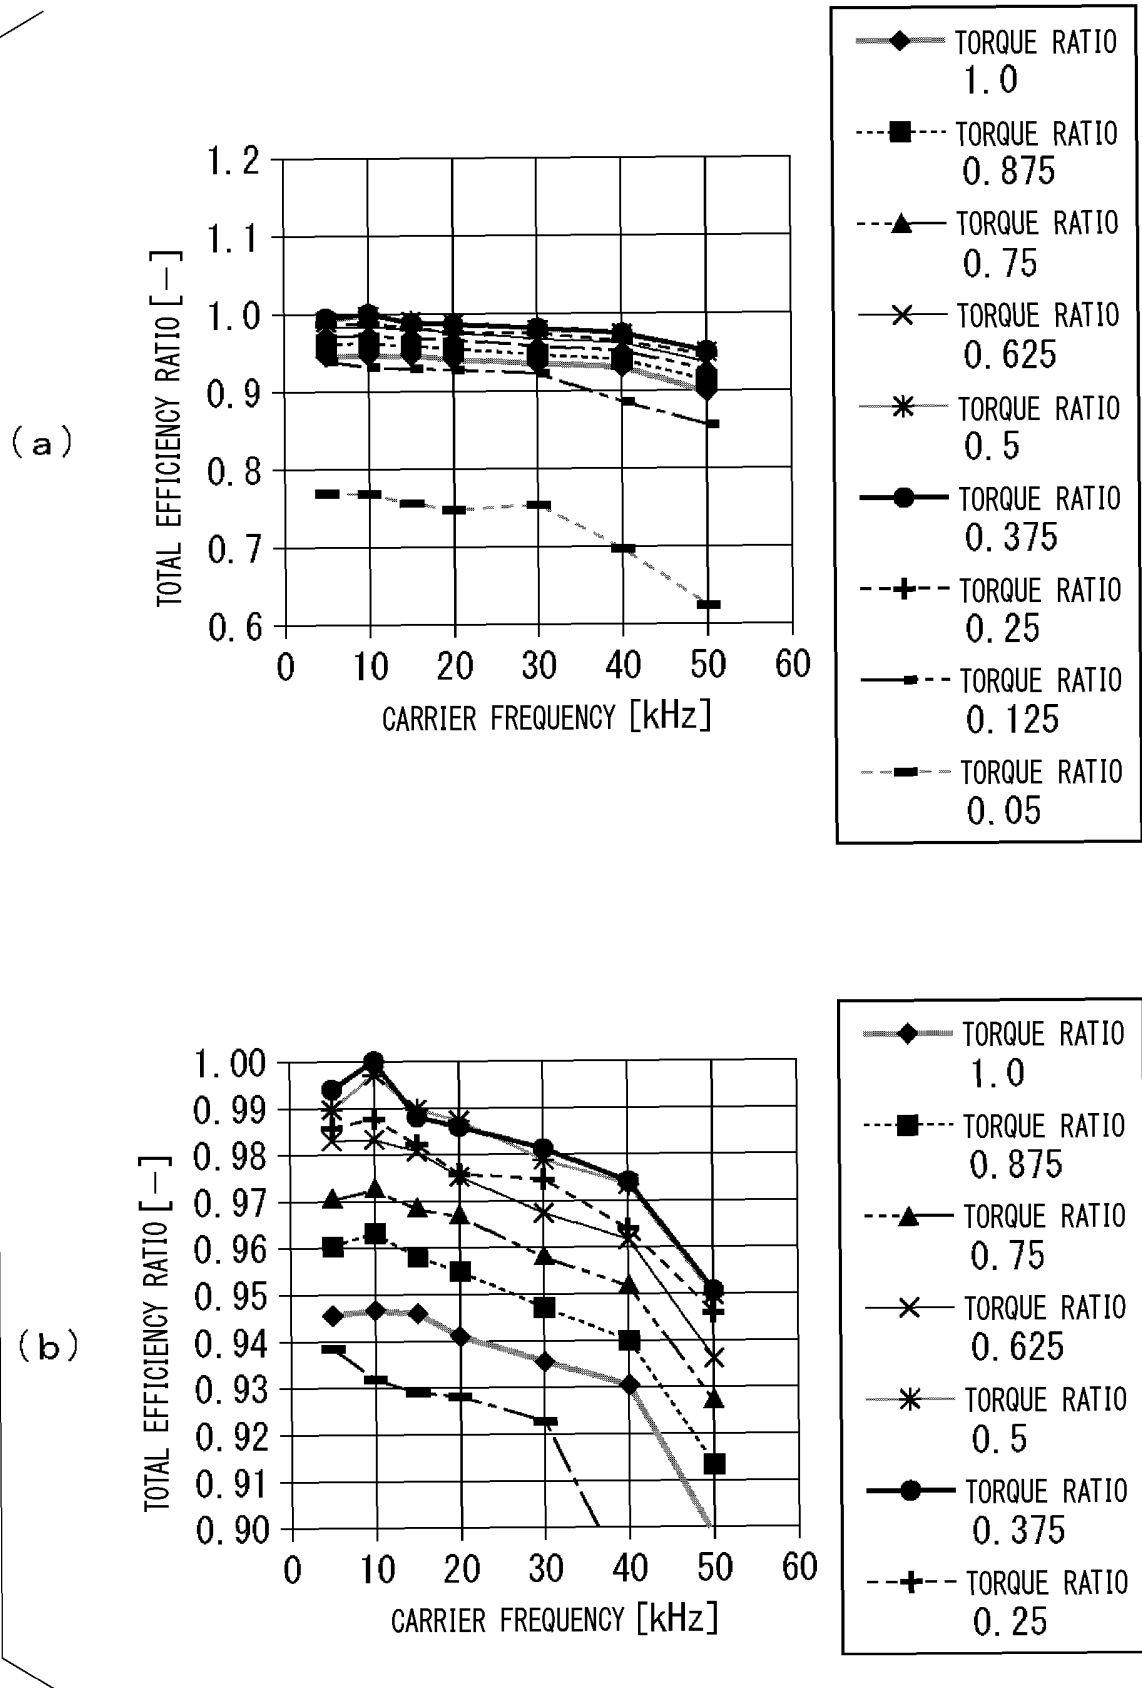 (a)
TOTAL EFFICIENCY RATIO [—]
1.2
1.1
1.0
0.9
0.8
0.7
0.6
0 10 20 30 40 50 60
CARRIER FREQUENCY [kHz]
TORQUE RATIO
1.0
TORQUE RATIO
0.875
TORQUE RATIO
0.75
TORQUE RATIO
0.625
TORQUE RATIO
0.5
TORQUE RATIO
0.375
TORQUE RATIO
0.25
TORQUE RATIO
0.125
TORQUE RATIO
0.05
(b)
TOTAL EFFICIENCY RATIO [—]
1.00
0.99
0.98
0.97
0.96
0.95
0.94
0.93
0.92
0.91
0.90
0 10 20 30 40 50 60
CARRIER FREQUENCY [kHz]
TORQUE RATIO
1.0
TORQUE RATIO
0.875
TORQUE RATIO
0.75
TORQUE RATIO
0.625
TORQUE RATIO
0.5
TORQUE RATIO
0.375
TORQUE RATIO
0.25